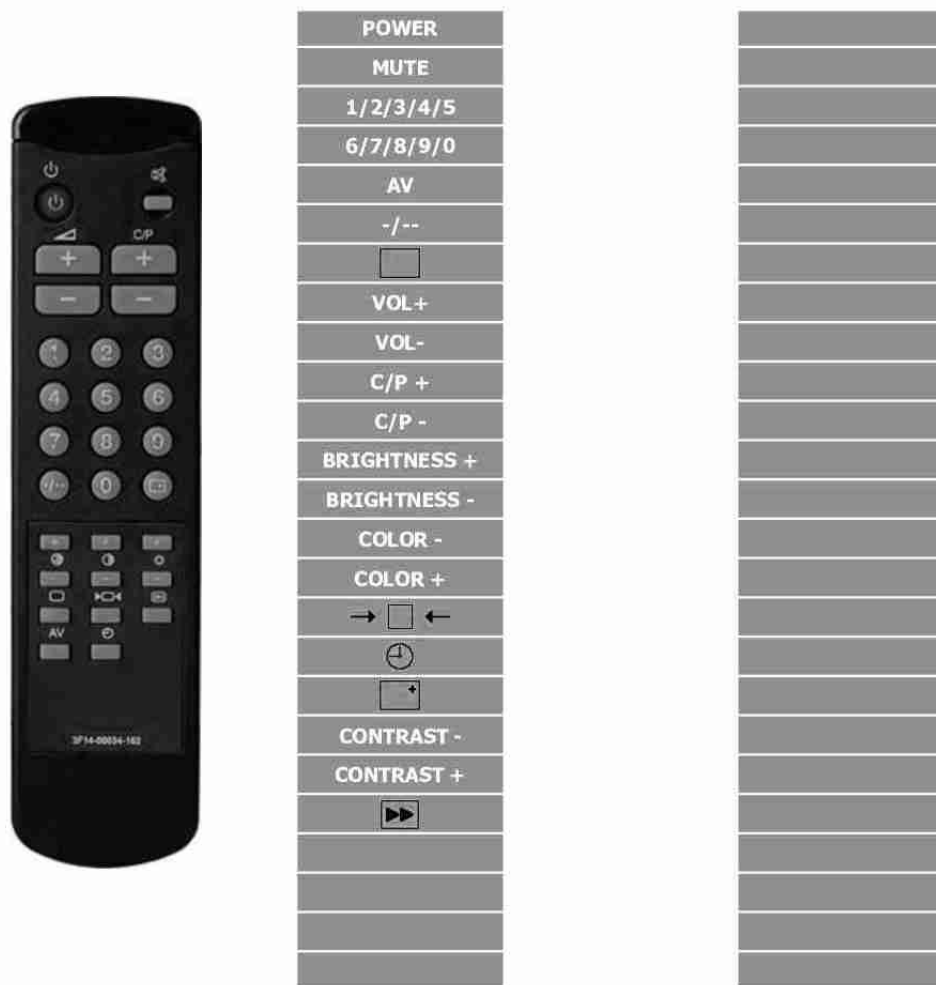 C/P
+ +
- -
1 2 3
4 5 6
7 8 9
-/-- 0
+ + +
- - -
AV
3F14-00034-162
POWER
MUTE
1/2/3/4/5
6/7/8/9/0
AV
-/--
VOL+
VOL-
C/P +
C/P -
BRIGHTNESS +
BRIGHTNESS -
COLOR -
COLOR +
CONTRAST -
CONTRAST +